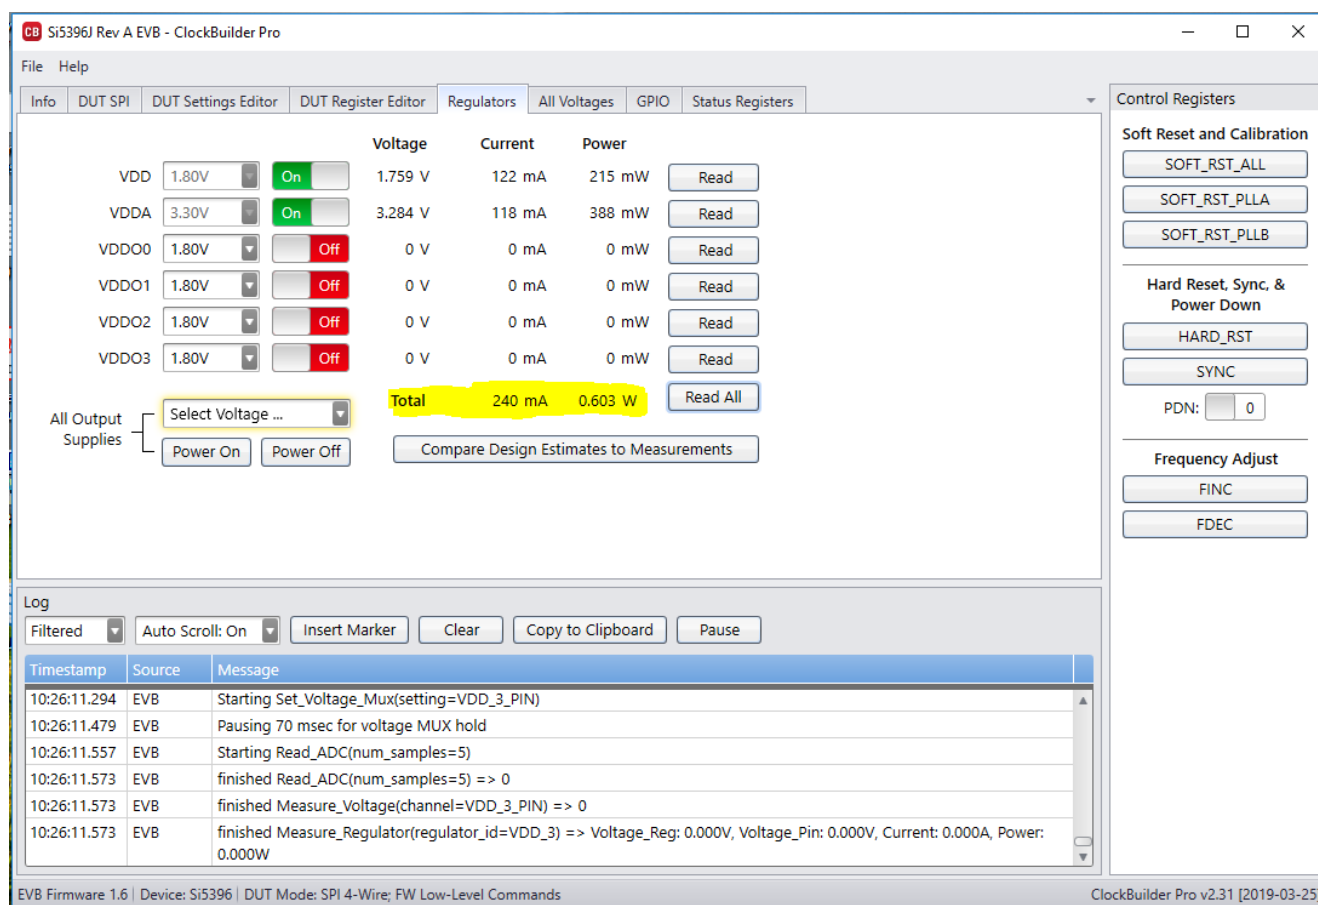 CB Si5396J Rev A EVB - ClockBuilder Pro
File Help
Info DUT SPI DUT Settings Editor DUT Register Editor Regulators All Voltages GPIO Status Registers
Voltage Current Power
VDD 1.80V On 1.759 V 122 mA 215 mW Read
VDDA 3.30V On 3.284 V 118 mA 388 mW Read
VDDO0 1.80V Off 0 V 0 mA 0 mW Read
VDDO1 1.80V Off 0 V 0 mA 0 mW Read
VDDO2 1.80V Off 0 V 0 mA 0 mW Read
VDDO3 1.80V Off 0 V 0 mA 0 mW Read
Total 240 mA 0.603 W Read All
All Output Supplies
Select Voltage ...
Power On Power Off
Compare Design Estimates to Measurements
Control Registers
Soft Reset and Calibration
SOFT_RST_ALL
SOFT_RST_PLLA
SOFT_RST_PLLB
Hard Reset, Sync, &
Power Down
HARD_RST
SYNC
PDN: 0
Frequency Adjust
FINC
FDEC
Log
Filtered Auto Scroll: On Insert Marker Clear Copy to Clipboard Pause
Timestamp Source Message
10:26:11.294 EVB Starting Set_Voltage_Mux(setting=VDD_3_PIN)
10:26:11.479 EVB Pausing 70 msec for voltage MUX hold
10:26:11.557 EVB Starting Read_ADC(num_samples=5)
10:26:11.573 EVB finished Read_ADC(num_samples=5) => 0
10:26:11.573 EVB finished Measure_Voltage(channel=VDD_3_PIN) => 0
10:26:11.573 EVB finished Measure_Regulator(regulator_id=VDD_3) => Voltage_Reg: 0.000V, Voltage_Pin: 0.000V, Current: 0.000A, Power:
0.000W
EVB Firmware 1.6 | Device: Si5396 | DUT Mode: SPI 4-Wire; FW Low-Level Commands ClockBuilder Pro v2.31 [2019-03-25]